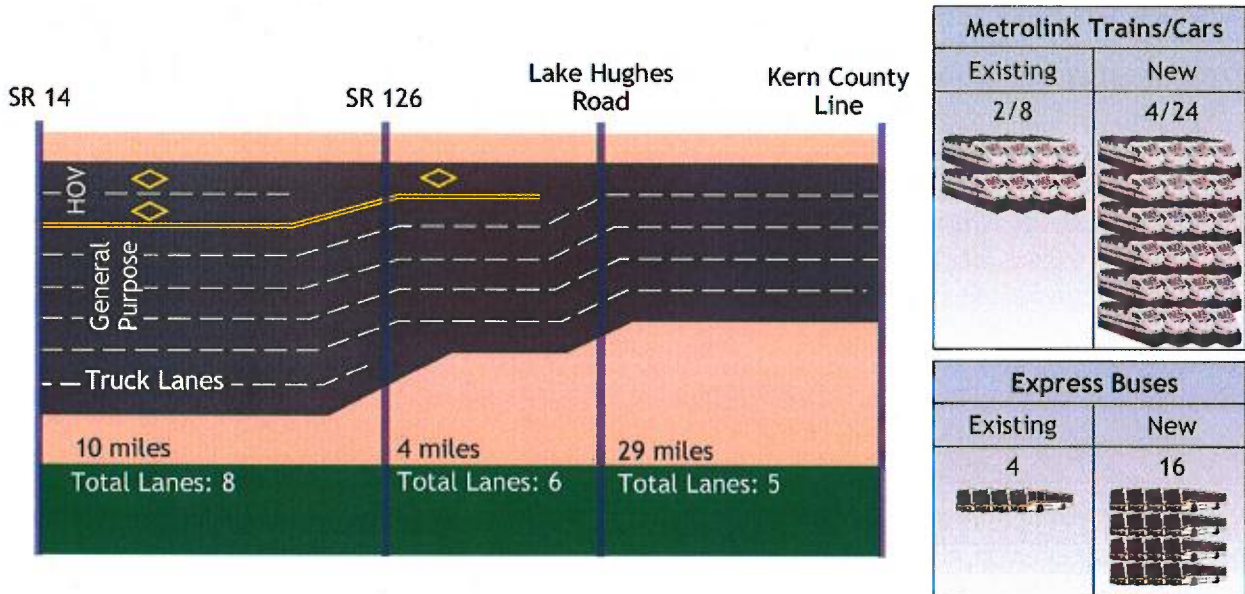 SR 14
SR 126
Lake Hughes
Road
Kern County
Line
HOV
General
Purpose
Truck Lanes
10 miles
4 miles
29 miles
Total Lanes: 8
Total Lanes: 6
Total Lanes: 5
Metrolink Trains/Cars
Existing
New
2/8
4/24
Express Buses
Existing
New
4
16